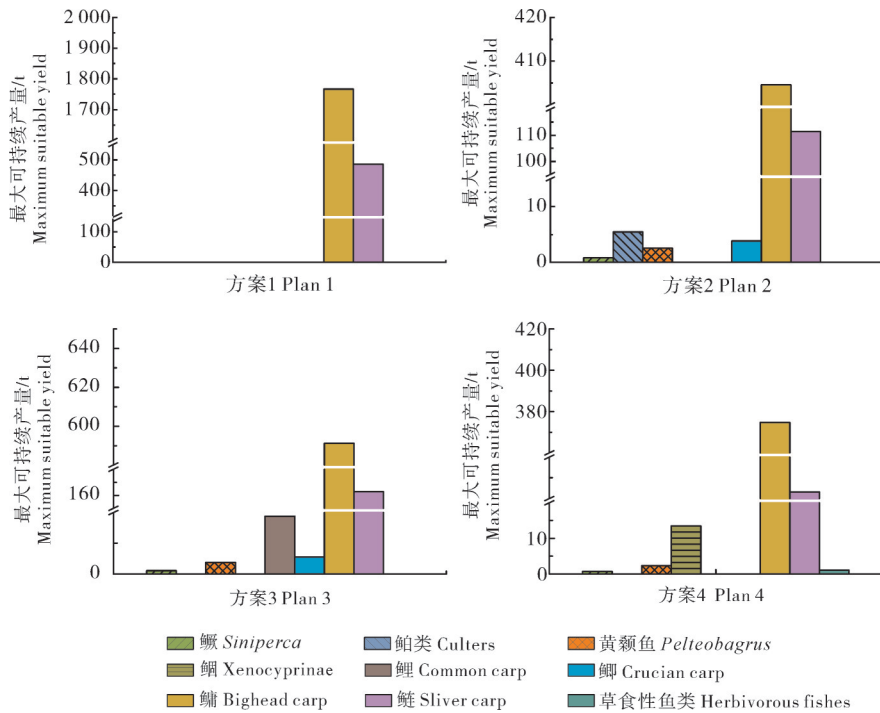 2 000
1 800
1 700
500
400
100
0
最大可持续产量/t
Maximum suitable yield
方案1 Plan 1
420
410
110
100
10
0
最大可持续产量/t
Maximum suitable yield
方案2 Plan 2
640
620
600
160
0
最大可持续产量/t
Maximum suitable yield
方案3 Plan 3
420
400
380
10
0
最大可持续产量/t
Maximum suitable yield
方案4 Plan 4
鳜 Siniperca
鲌类 Culters
黄颡鱼 Pelteobagrus
鲴 Xenocyprinae
鲤 Common carp
鲫 Crucian carp
鳙 Bighead carp
鲢 Sliver carp
草食性鱼类 Herbivorous fishes